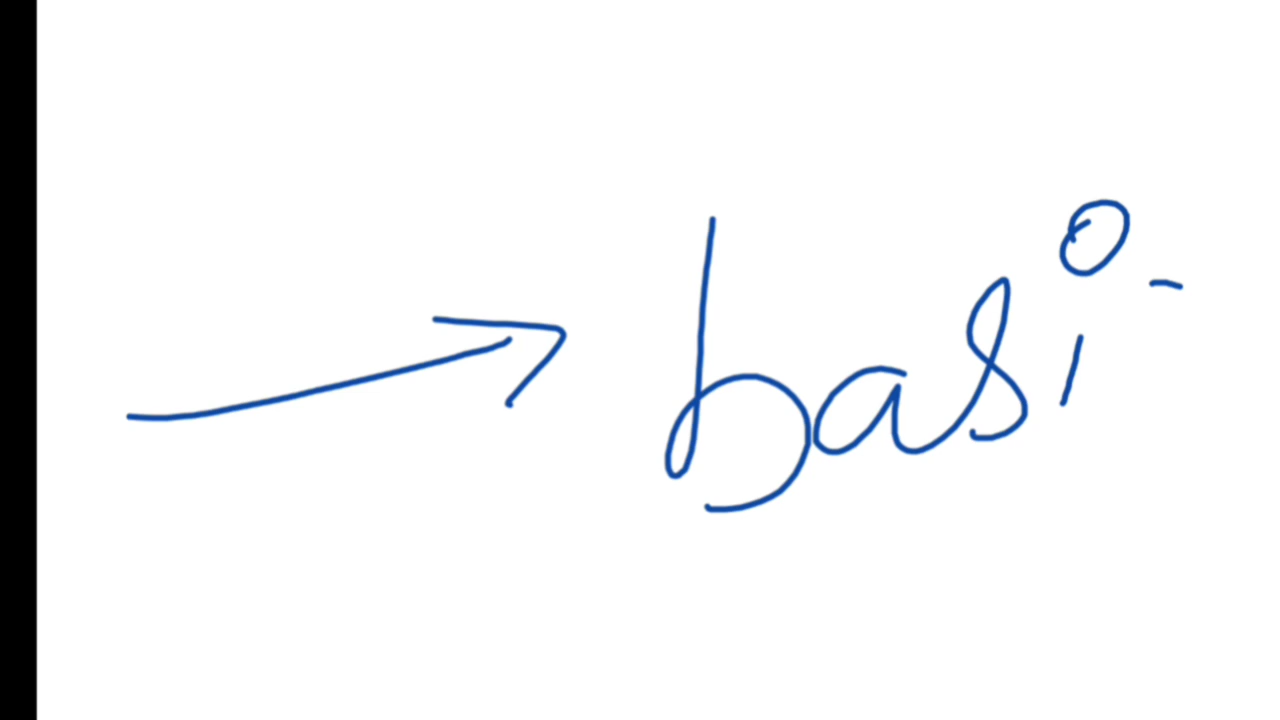 → basi